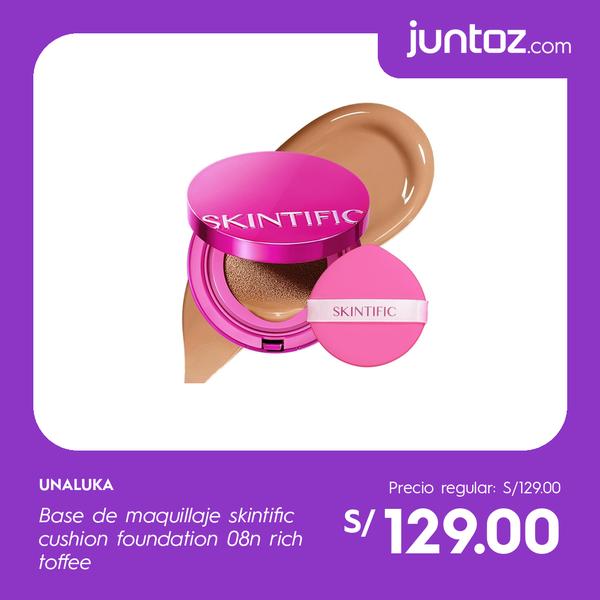 juntoz.com
SKINTIFIC
SKINTIFIC
UNALUKA
Base de maquillaje skintific
cushion foundation 08n rich
toffee
Precio regular: S/129.00
S/ 129.00